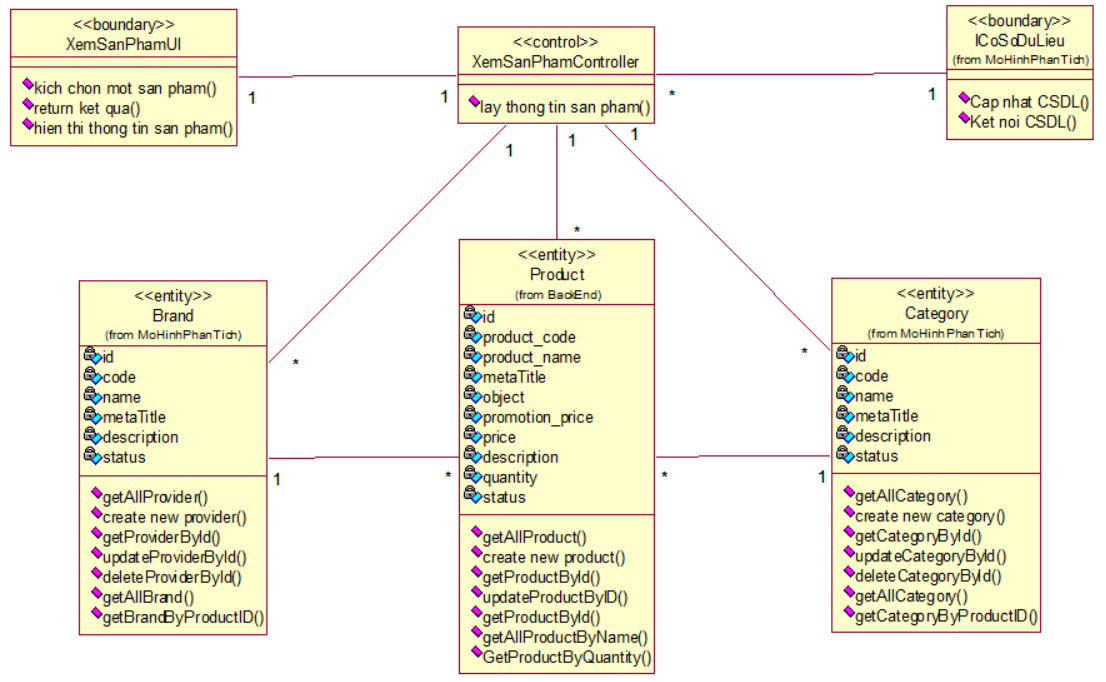 <<boundary>>
XemSanPhamUI
kich chon mot san pham()
return ket qua()
hien thi thong tin san pham()
1
1
<<control>>
XemSanPhamController
lay thong tin san pham()
*
1
<<boundary>>
ICoSoDuLieu
(from MoHinhPhanTich)
Cap nhat CSDL()
Ket noi CSDL()
1
1
1
*
*
*
<<entity>>
Brand
(from MoHinhPhanTich)
id
code
name
metaTitle
description
status
getAllProvider()
create new provider()
getProviderById()
updateProviderById()
deleteProviderById()
getAllBrand()
getBrandByProductID()
1
*
<<entity>>
Product
(from BackEnd)
id
product_code
product_name
metaTitle
object
promotion_price
price
description
quantity
status
getAllProduct()
create new product()
getProductById()
updateProductByID()
getProductById()
getAllProductByName()
GetProductByQuantity()
*
1
<<entity>>
Category
(from MoHinhPhanTich)
id
code
name
metaTitle
description
status
getAllCategory()
create new category()
getCategoryById()
updateCategoryById()
deleteCategoryById()
getAllCategory()
getCategoryByProductID()